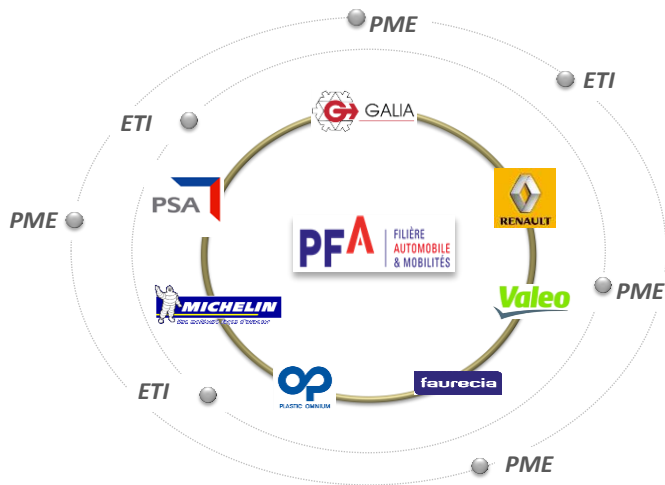 PME
ETI
GALIA
ETI
PSA
RENAULT
PME
PFA
FILIÈRE
AUTOMOBILE
& MOBILITÉS
MICHELIN
Valeo
PME
faurecia
PLASTIC OMNIUM
ETI
PME